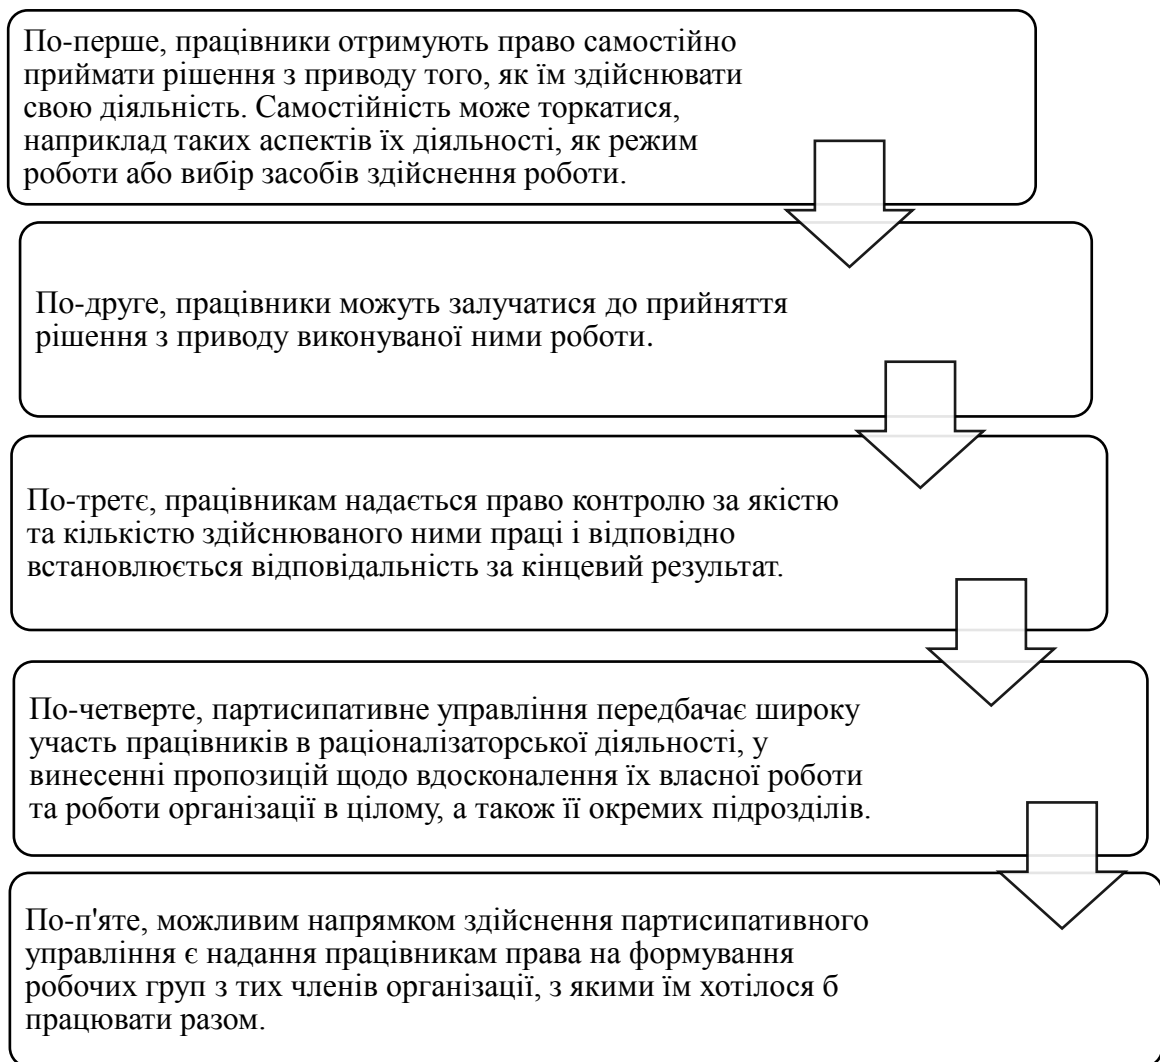 По-перше, працівники отримують право самостійно
приймати рішення з приводу того, як їм здійснювати
свою діяльність. Самостійність може торкатися,
наприклад таких аспектів їх діяльності, як режим
роботи або вибір засобів здійснення роботи.
По-друге, працівники можуть залучатися до прийняття
рішення з приводу виконуваної ними роботи.
По-третє, працівникам надається право контролю за якістю
та кількістю здійснюваного ними праці і відповідно
встановлюється відповідальність за кінцевий результат.
По-четверте, партисипативне управління передбачає широку
участь працівників в раціоналізаторської діяльності, у
винесенні пропозицій щодо вдосконалення їх власної роботи
та роботи організації в цілому, а також її окремих підрозділів.
По-п'яте, можливим напрямком здійснення партисипативного
управління є надання працівникам права на формування
робочих груп з тих членів організації, з якими їм хотілося б
працювати разом.